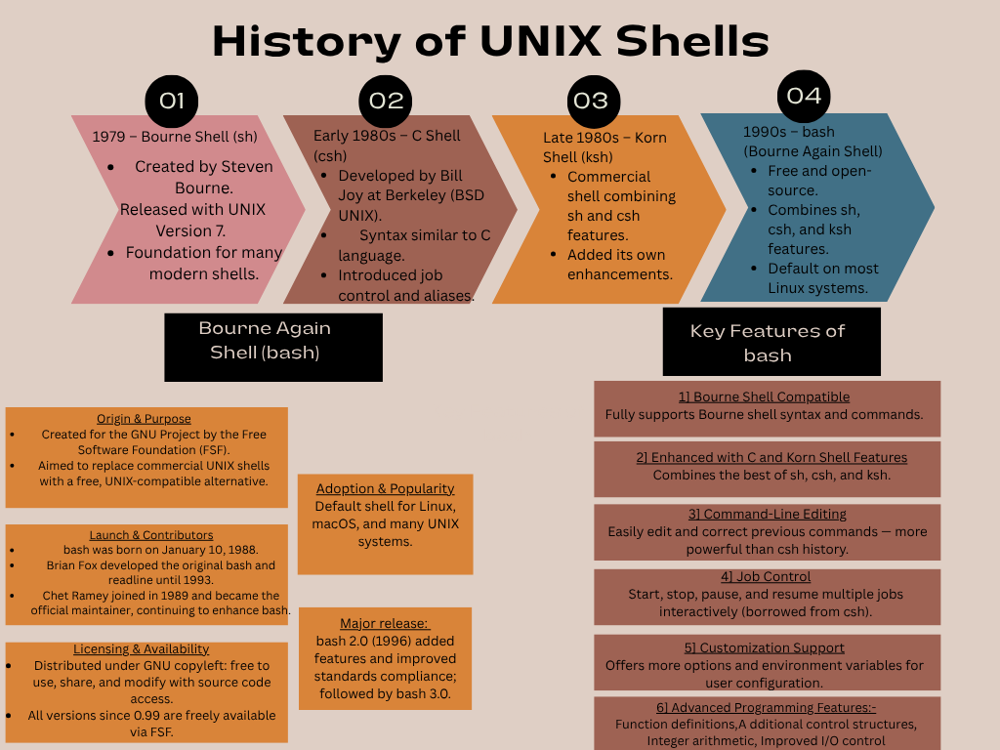 History of UNIX Shells
01
1979 – Bourne Shell (sh)
• Created by Steven
Bourne.
Released with UNIX
Version 7.
• Foundation for many
modern shells.
02
Early 1980s – C Shell
(csh)
• Developed by Bill
Joy at Berkeley (BSD
UNIX).
• Syntax similar to C
language.
• Introduced job
control and aliases.
03
Late 1980s – Korn
Shell (ksh)
• Commercial
shell combining
sh and csh
features.
• Added its own
enhancements.
04
1990s – bash
(Bourne Again Shell)
• Free and open-
source.
• Combines sh,
csh, and ksh
features.
• Default on most
Linux systems.
Bourne Again
Shell (bash)
Origin & Purpose
• Created for the GNU Project by the Free
Software Foundation (FSF).
• Aimed to replace commercial UNIX shells
with a free, UNIX-compatible alternative.
Launch & Contributors
• bash was born on January 10, 1988.
• Brian Fox developed the original bash and
readline until 1993.
• Chet Ramey joined in 1989 and became the
official maintainer, continuing to enhance bash.
Licensing & Availability
• Distributed under GNU copyleft: free to
use, share, and modify with source code
access.
• All versions since 0.99 are freely available
via FSF.
Adoption & Popularity
Default shell for Linux,
macOS, and many UNIX
systems.
Major release:
bash 2.0 (1996) added
features and improved
standards compliance;
followed by bash 3.0.
Key Features of
bash
1] Bourne Shell Compatible
Fully supports Bourne shell syntax and commands.
2] Enhanced with C and Korn Shell Features
Combines the best of sh, csh, and ksh.
3] Command-Line Editing
Easily edit and correct previous commands — more
powerful than csh history.
4] Job Control
Start, stop, pause, and resume multiple jobs
interactively (borrowed from csh).
5] Customization Support
Offers more options and environment variables for
user configuration.
6] Advanced Programming Features:-
Function definitions,A dditional control structures,
Integer arithmetic, Improved I/O control